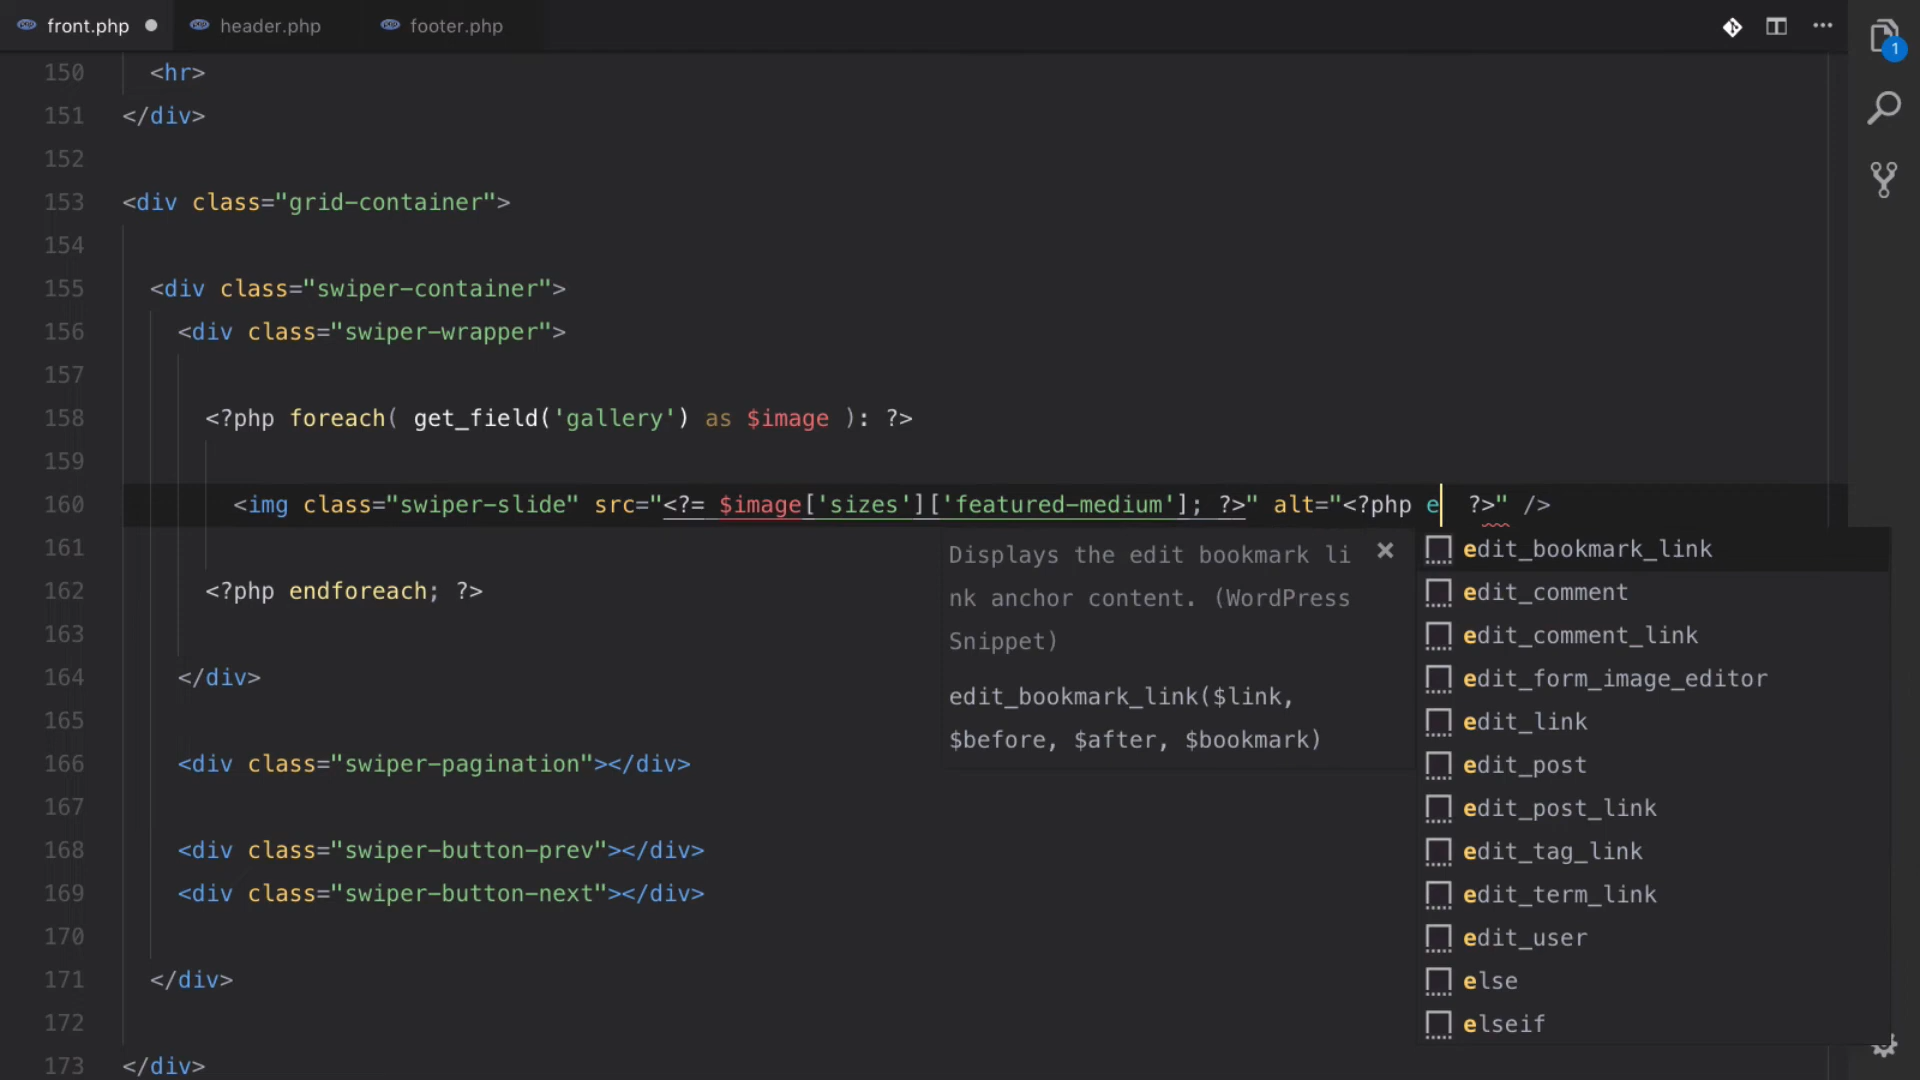 front.php
header.php
footer.php
1
150 <hr>
151 </div>
152
153 <div class="grid-container">
154
155 <div class="swiper-container">
156 <div class="swiper-wrapper">
157
158 <?php foreach( get_field('gallery') as $image ): ?>
159
160 <img class="swiper-slide" src="<?= $image['sizes']['featured-medium']; ?>" alt="<?php e ?>" />
161
162 <?php endforeach; ?>
163
164 </div>
165
166 <div class="swiper-pagination"></div>
167
168 <div class="swiper-button-prev"></div>
169 <div class="swiper-button-next"></div>
170
171 </div>
172
173 </div>
Displays the edit bookmark li
nk anchor content. (WordPress
Snippet)
edit_bookmark_link($link,
$before, $after, $bookmark)
edit_bookmark_link
edit_comment
edit_comment_link
edit_form_image_editor
edit_link
edit_post
edit_post_link
edit_tag_link
edit_term_link
edit_user
else
elseif